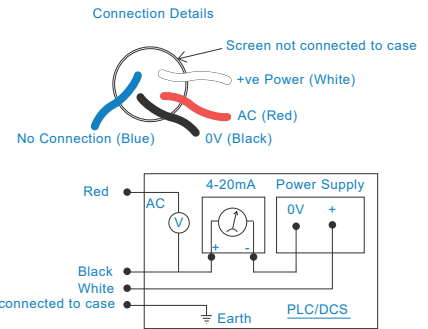 Connection Details
Screen not connected to case
+ve Power (White)
AC (Red)
No Connection (Blue)
0V (Black)
4-20mA
Power Supply
Red
AC
0V
+
V
+
-
Black
White
connected to case
Earth
PLC/DCS